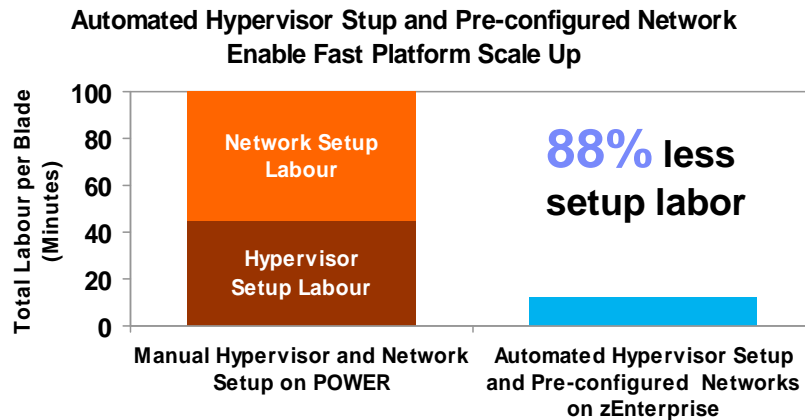 Automated Hypervisor Stup and Pre-configured Network
Enable Fast Platform Scale Up
Total Labour per Blade
(Minutes)
100
80
60
40
20
0
Network Setup
Labour
Hypervisor
Setup Labour
88% less
setup labor
Manual Hypervisor and Network
Setup on POWER
Automated Hypervisor Setup
and Pre-configured Networks
on zEnterprise